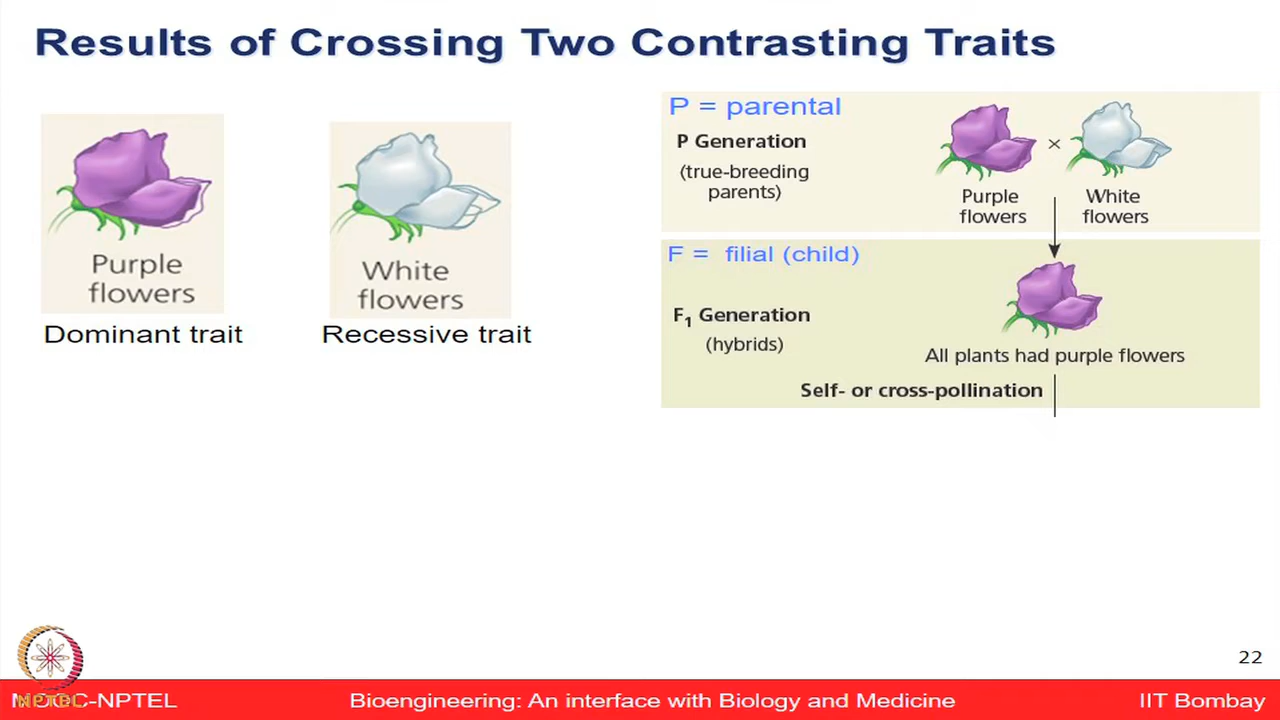 Results of Crossing Two Contrasting Traits
Purple
flowers
Dominant trait
White
flowers
Recessive trait
P = parental
P Generation
(true-breeding
parents)
×
Purple
flowers
White
flowers
F = filial (child)
F1 Generation
(hybrids)
All plants had purple flowers
Self- or cross-pollination
22
NPTEL
MOOC-NPTEL
Bioengineering: An interface with Biology and Medicine
IIT Bombay